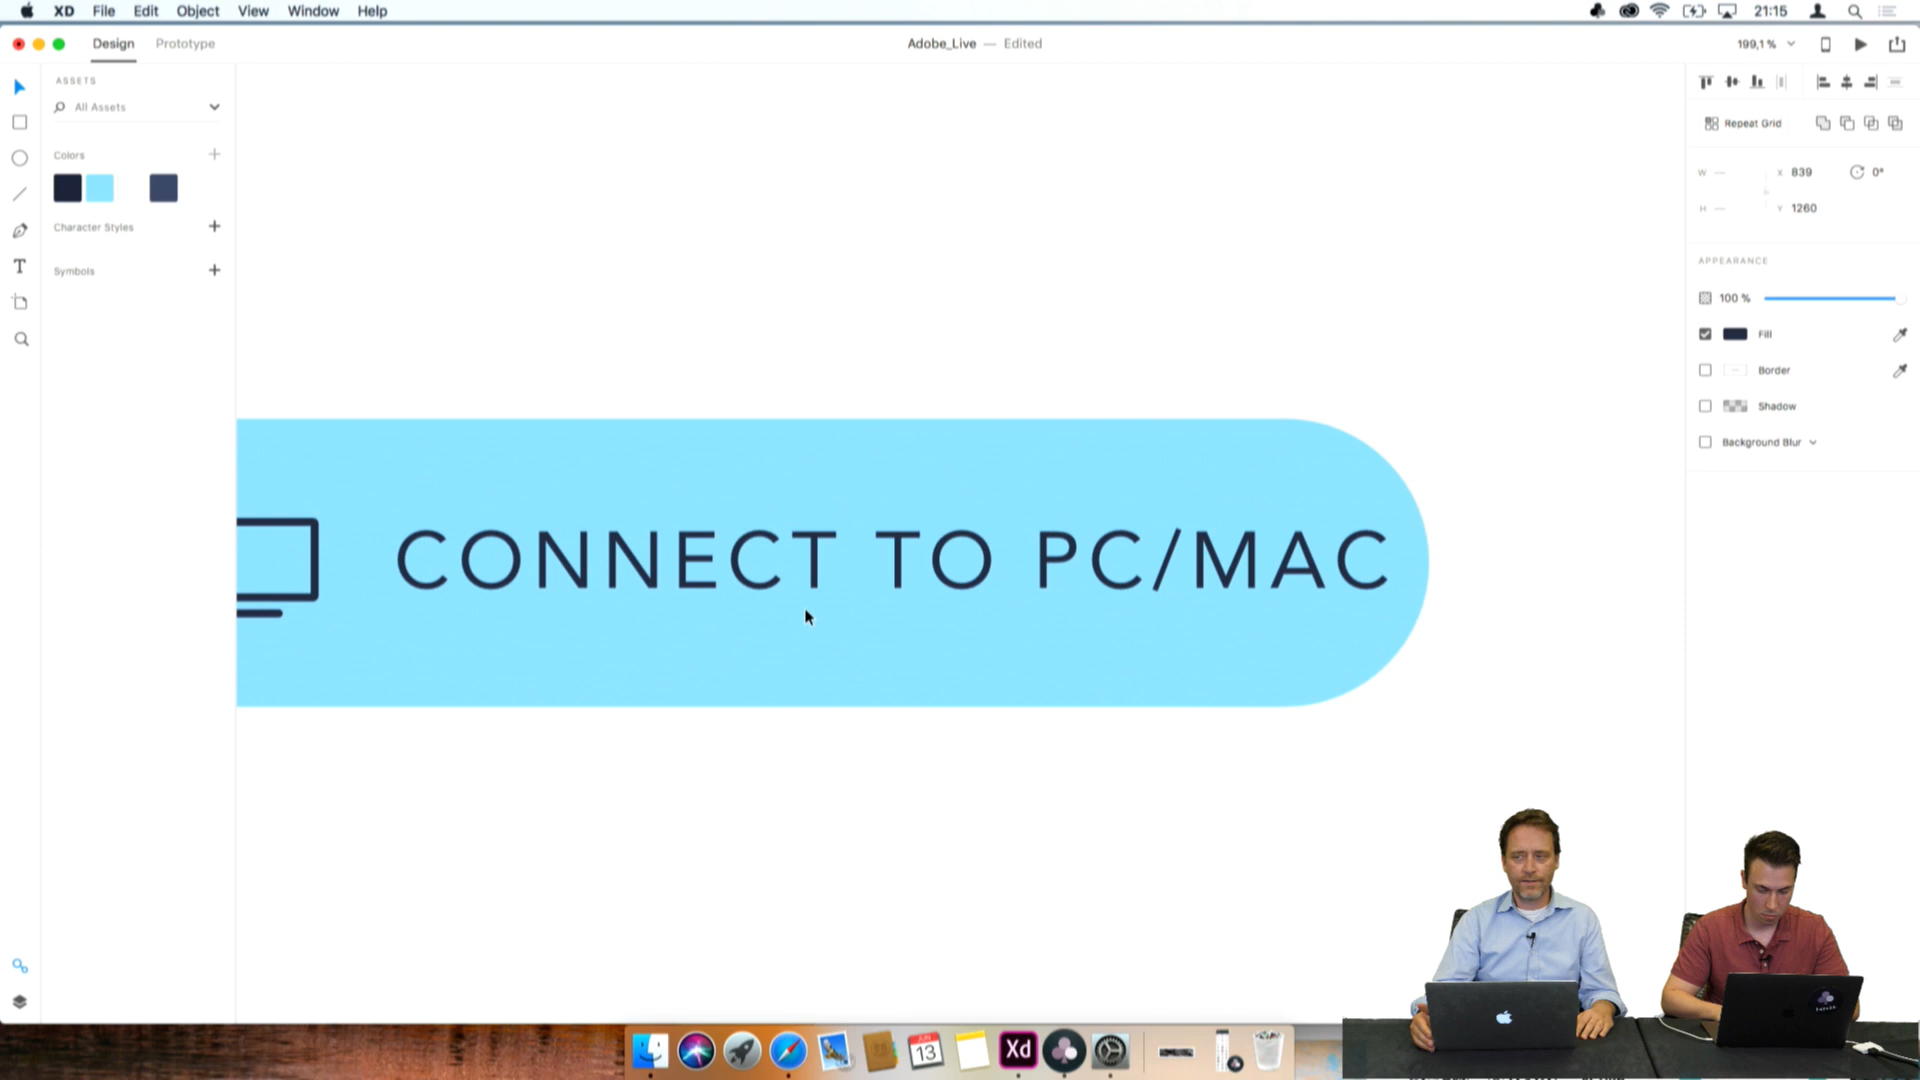 XD File Edit Object View Window Help 21:15
Design Prototype Adobe_Live — Edited 199,1 %
ASSETS
All Assets
Colors
Character Styles
Symbols
T
CONNECT TO PC/MAC
Repeat Grid
W — X 839 0°
H — Y 1260
APPEARANCE
100 %
Fill
Border
Shadow
Background Blur
13
Xd